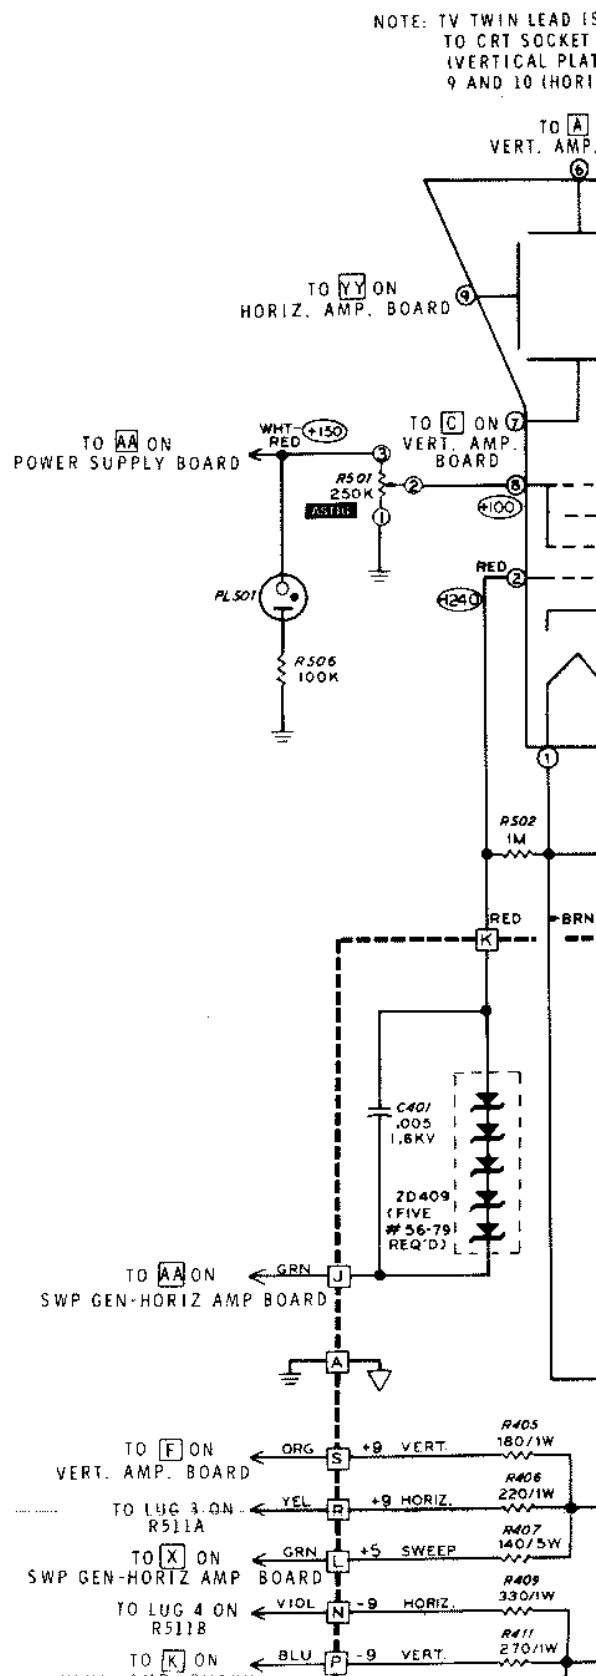 NOTE: TV TWIN LEAD
TO CRT SOCKET
(VERTICAL
9 AND 10
TO A
VERT. AMP.
6
TO YY ON
HORIZ. AMP. BOARD
9
TO C ON
VERT. AMP.
BOARD
7
WHT-
RED
+150
TO AA ON
POWER SUPPLY BOARD
3
R501
250K
2
8
ASTIG
1
+100
RED
2
PL501
R506
100K
1
R502
1M
RED
BRN
K
C401
.005
1.6KV
ZD409
(FIVE
#56-79
REQ'D)
TO AA ON
SWP GEN-HORIZ AMP BOARD
GRN
J
A
R405
180/1W
TO F ON
VERT. AMP. BOARD
ORG
S
+9 VERT.
R406
220/1W
TO LUG 3 ON
R511A
YEL
R
+9 HORIZ.
R407
140/5W
TO X ON
SWP GEN-HORIZ AMP BOARD
GRN
L
+5 SWEEP
R409
330/1W
TO LUG 4 ON
R511B
VIOL
N
-9 HORIZ.
R411
270/1W
TO K ON
BLU
P
-9 VERT.